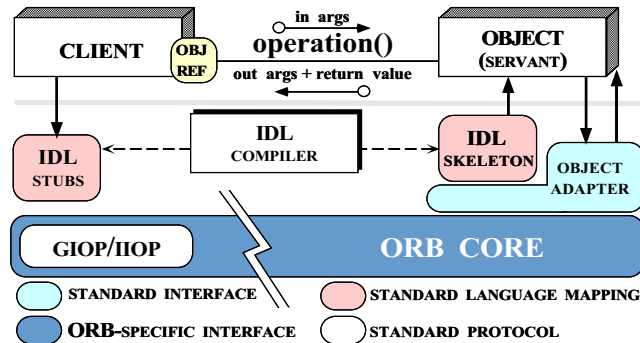 in args
CLIENT
OBJ
REF
operation()
OBJECT
(SERVANT)
out args + return value
IDL
STUBS
IDL
COMPILER
IDL
SKELETON
OBJECT
ADAPTER
GIOP/IIOP
ORB CORE
STANDARD INTERFACE
STANDARD LANGUAGE MAPPING
ORB-SPECIFIC INTERFACE
STANDARD PROTOCOL